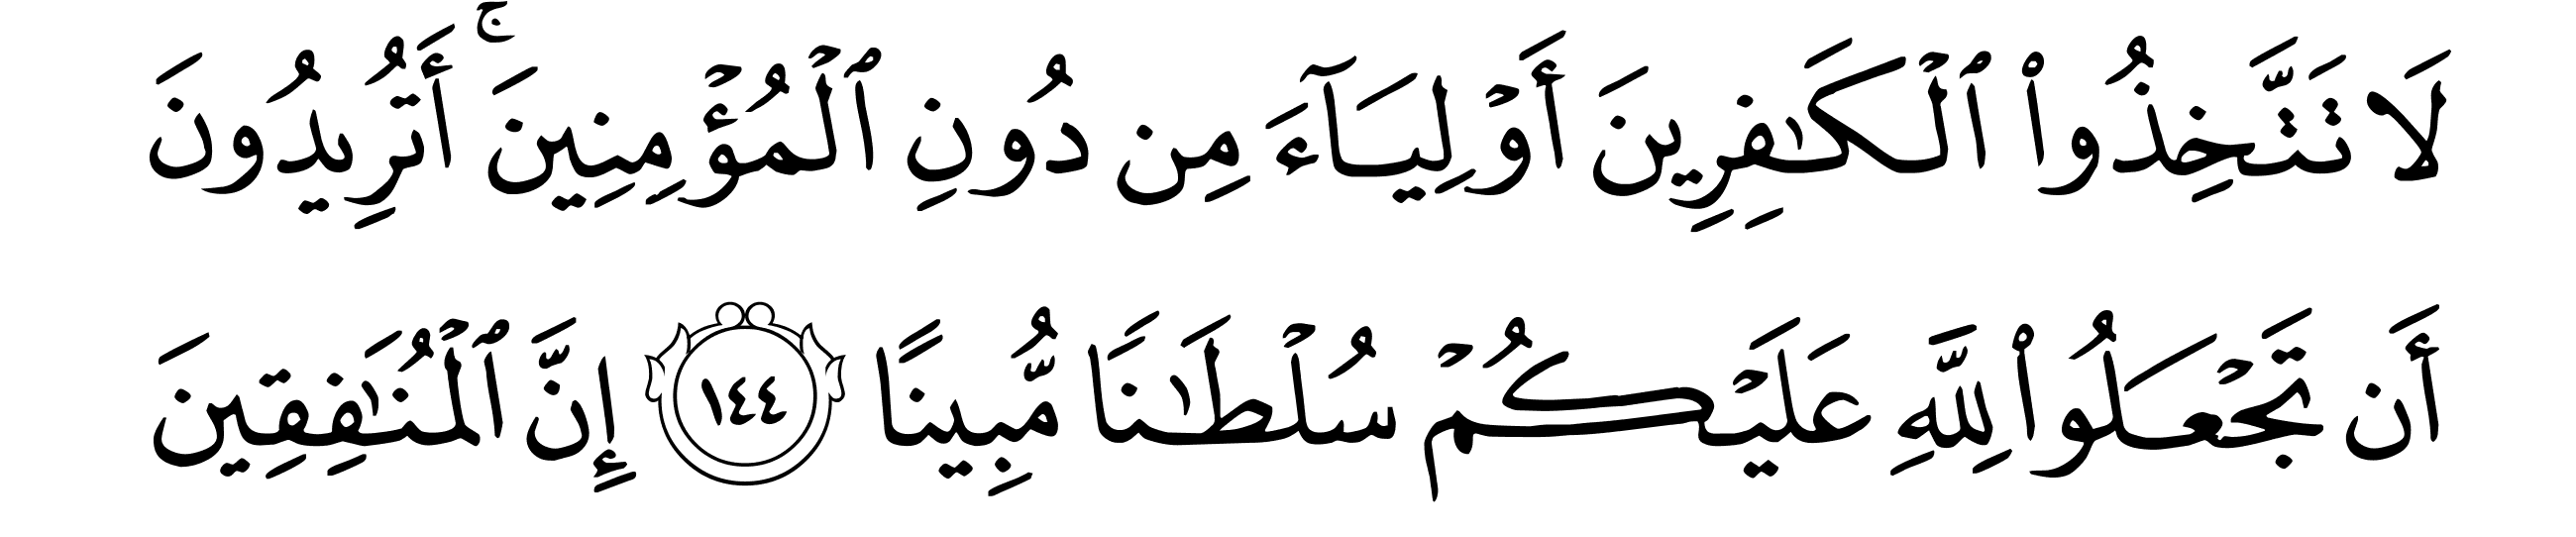 لَا تَتَّخِذُوا۟ ٱلْكَـٰفِرِينَ أَوْلِيَآءَ مِن دُونِ ٱلْمُؤْمِنِينَ ۚ أَتُرِيدُونَ
أَن تَجْعَلُوا۟ لِلَّهِ عَلَيْكُمْ سُلْطَـٰنًا مُّبِينًا ١٤٤ إِنَّ ٱلْمُنَـٰفِقِينَ